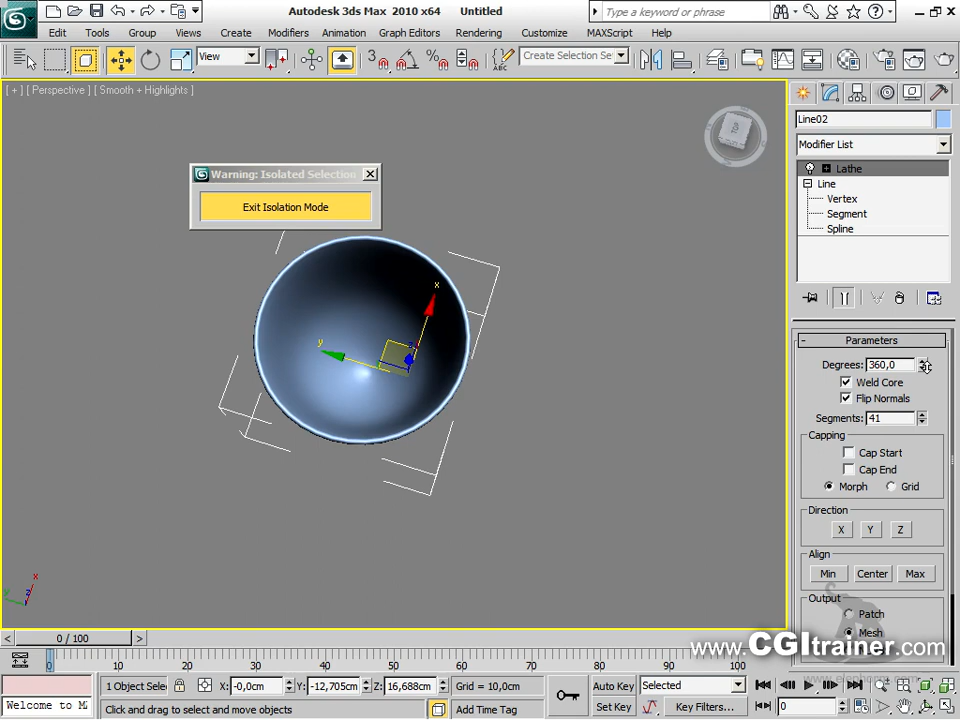 Autodesk 3ds Max 2010 x64 Untitled
Type a keyword or phrase
Edit Tools Group Views Create Modifiers Animation Graph Editors Rendering Customize MAXScript Help
View
Create Selection Se
[ + ] [ Perspective ] [ Smooth + Highlights ]
TOP
Line02
Modifier List
Warning: Isolated Selection
Exit Isolation Mode
Lathe
Line
Vertex
Segment
Spline
x
y
Parameters
Degrees: 360,0
Weld Core
Flip Normals
Segments: 41
Capping
Cap Start
Cap End
Morph Grid
Direction
X Y Z
Align
Min Center Max
Output
Patch
Mesh
x
y
z
www.CGItrainer.com
0 / 100
0 10 20 30 40 50 60 70 80 90 100
1 Object Selec X: -0,0cm Y: -12,705cm Z: 16,688cm Grid = 10,0cm Auto Key Selected
Welcome to MA Click and drag to select and move objects Add Time Tag Set Key Key Filters... 0